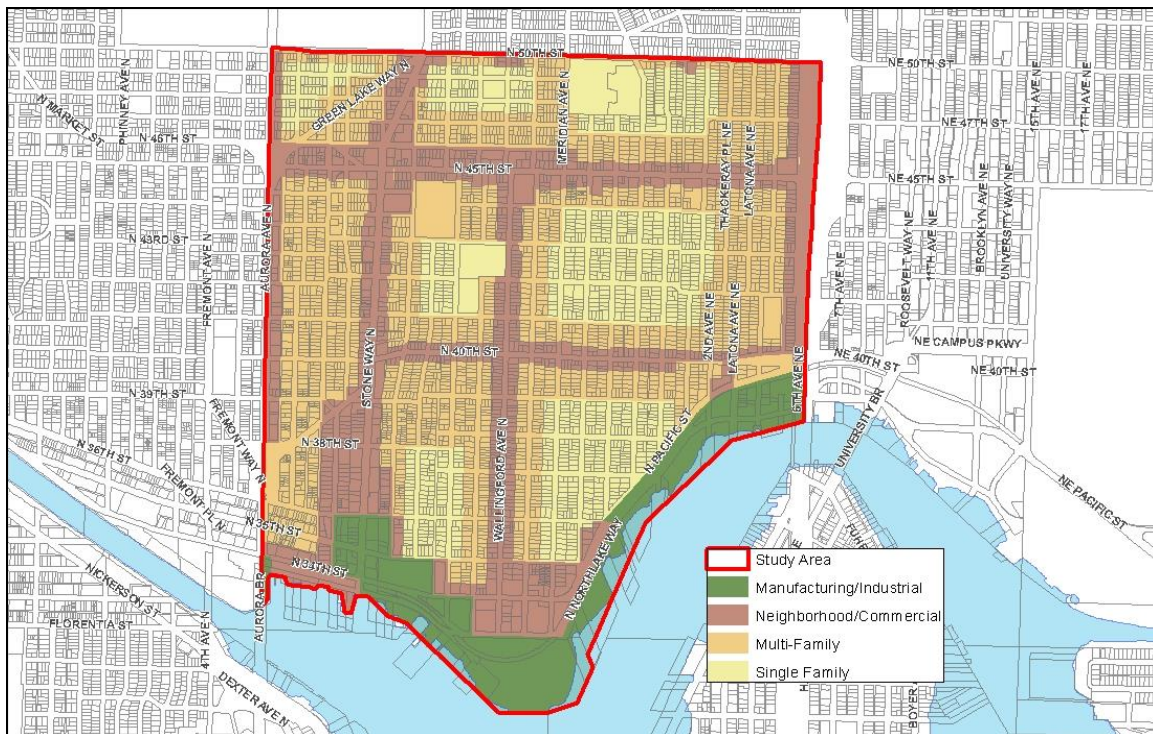 N 50TH ST
NE 50TH ST
GREEN LAKE WAY N
MERIDIAN AVE N
PHINNEY AVE N
N MARKET ST
N 46TH ST
NE 47TH ST
15TH AVE NE
17TH AVE NE
N 45TH ST
THACKERAY PL NE
LATONA AVE NE
NE 45TH ST
BROOKLYN AVE NE
UNIVERSITY WAY NE
11TH AVE NE
ROOSEVELT WAY NE
7TH AVE NE
N 43RD ST
FREMONT AVE N
AURORA AVE N
STONE WAY N
N 40TH ST
2ND AVE NE
LATONA AVE NE
5TH AVE NE
NE CAMPUS PKWY
NE 40TH ST
NE 40TH ST
UNIVERSITY BR
N 39TH ST
FREMONT WAY N
N 38TH ST
WALLINGFORD AVE N
N PACIFIC ST
N 36TH ST
FREMONT PL N
N 35TH ST
NE PACIFIC ST
N 34TH ST
N NORTHLAKE WAY
NICKERSON ST
FLORENTIA ST
4TH AVE N
AURORA BR
DEXTER AVE N
FUHR
E
BOYER A
H
Study Area
Manufacturing/Industrial
Neighborhood/Commercial
Multi-Family
Single Family